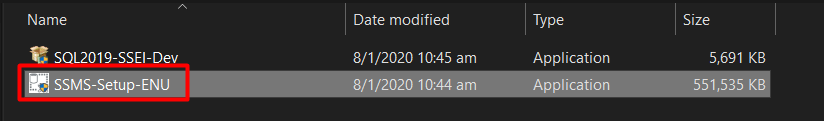 Name Date modified Type Size
SQL2019-SSEI-Dev 8/1/2020 10:45 am Application 5,691 KB
SSMS-Setup-ENU 8/1/2020 10:44 am Application 551,535 KB